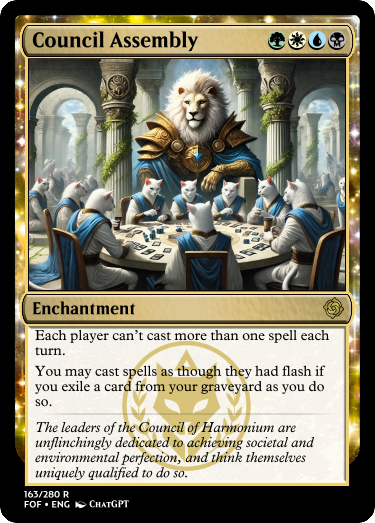 Council Assembly
Enchantment
Each player can't cast more than one spell each
turn.
You may cast spells as though they had flash if
you exile a card from your graveyard as you do
so.
The leaders of the Council of Harmonium are
unflinchingly dedicated to achieving societal and
environmental perfection, and think themselves
uniquely qualified to do so.
163/280 R
FOF • ENG ChatGPT